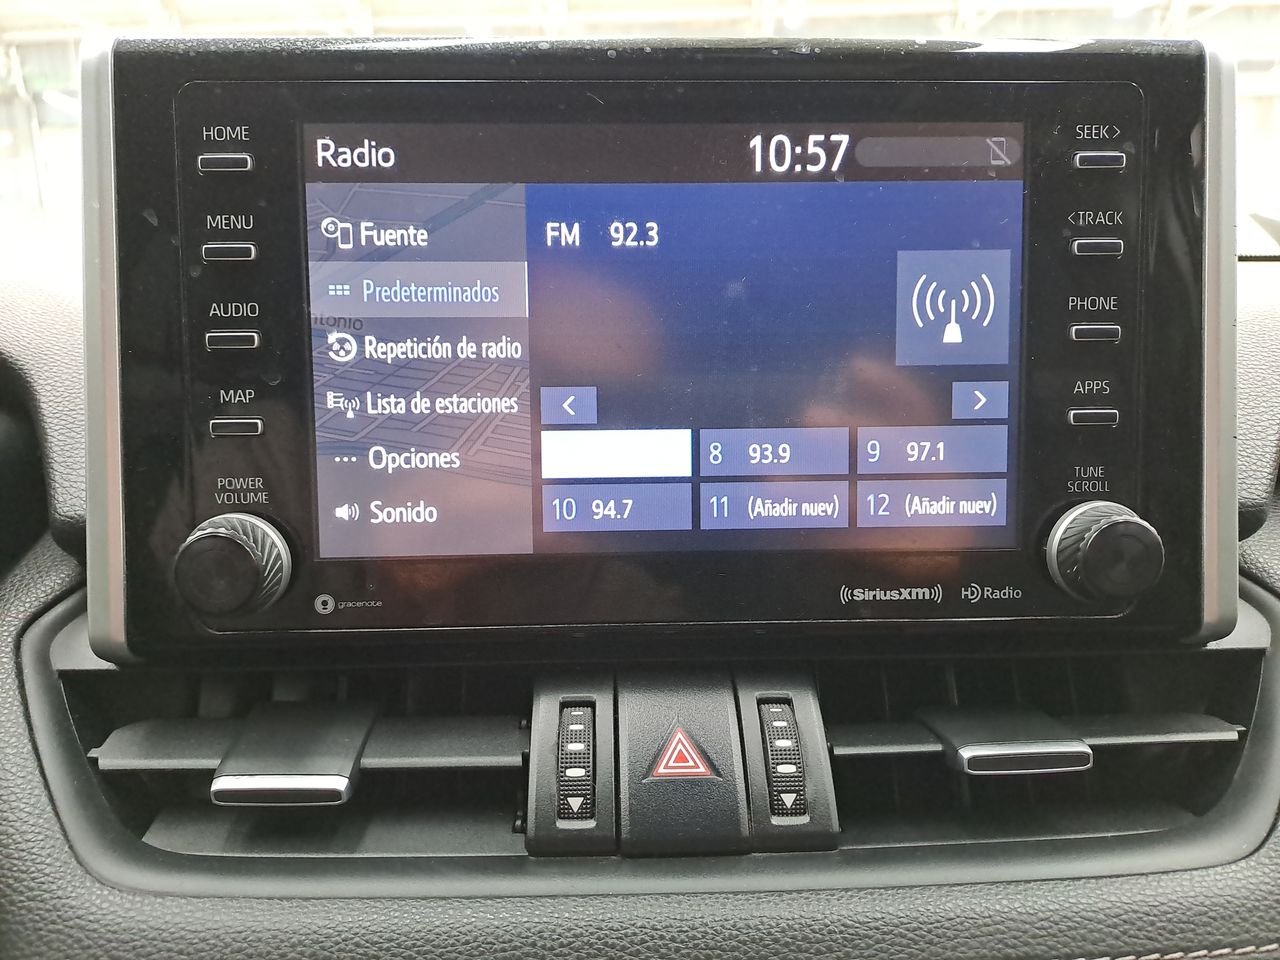 HOME
MENU
AUDIO
MAP
POWER
VOLUME
Radio
10:57
Fuente
Predeterminados
ntonio
Repetición de radio
Lista de estaciones
Opciones
Sonido
FM 92.3
<
>
8 93.9
9 97.1
10 94.7
11 (Añadir nuev)
12 (Añadir nuev)
SEEK >
< TRACK
PHONE
APPS
TUNE
SCROLL
gracenote
((SiriusXM))
HD Radio